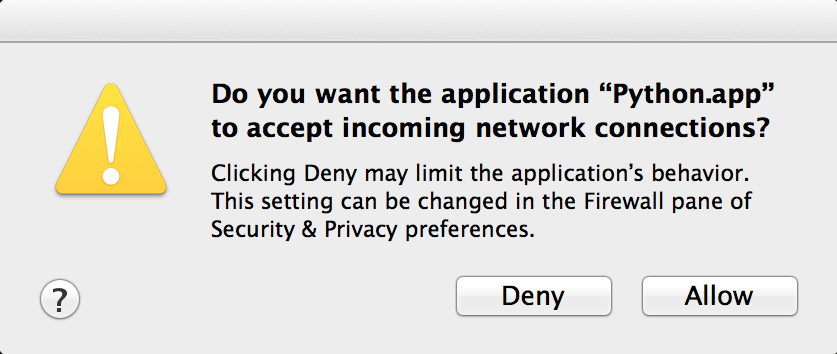 Do you want the application “Python.app”
to accept incoming network connections?
Clicking Deny may limit the application’s behavior.
This setting can be changed in the Firewall pane of
Security & Privacy preferences.
?
Deny
Allow